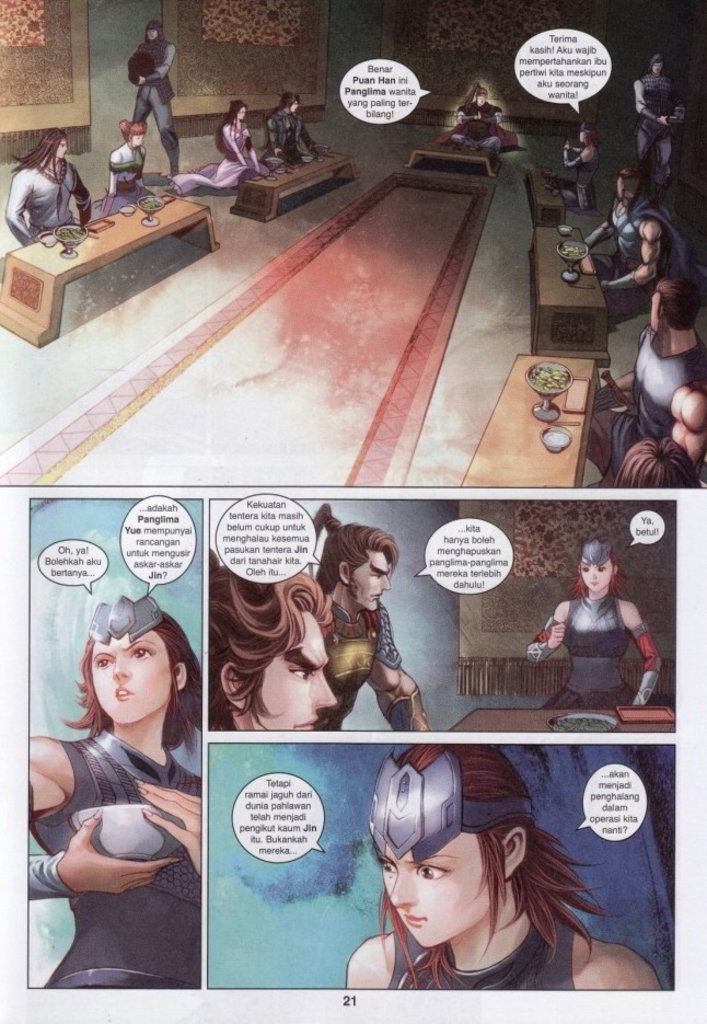 Benar
Puan Han ini
Panglima wanita
yang paling ter-
bilang!
Terima
kasih! Aku wajib
mempertahankan ibu
pertiwi kita meskipun
aku seorang
wanita!
Oh, ya!
Bolehkah aku
bertanya...
...adakah
Panglima
Yue mempunyai
rancangan
untuk mengusir
askar-askar
Jin?
Kekuatan
tentera kita masih
belum cukup untuk
menghalau kesemua
pasukan tentera Jin
dari tanahair kita.
Oleh itu...
...kita
hanya boleh
menghapuskan
panglima-panglima
mereka terlebih
dahulu!
Ya,
betul!
Tetapi
ramai jaguh dari
dunia pahlawan
telah menjadi
pengikut kaum Jin
itu. Bukankah
mereka...
...akan
menjadi
penghalang
dalam
operasi kita
nanti?
21